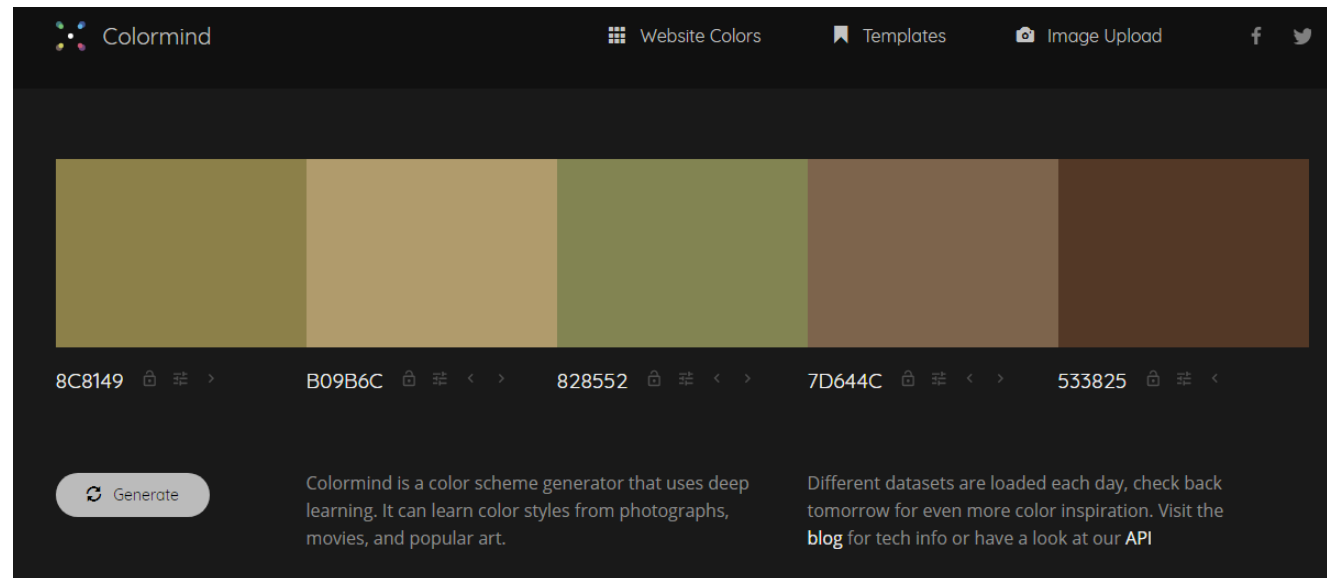 Colormind
Website Colors
Templates
Image Upload
8C8149
B09B6C
828552
7D644C
533825
Generate
Colormind is a color scheme generator that uses deep
learning. It can learn color styles from photographs,
movies, and popular art.
Different datasets are loaded each day, check back
tomorrow for even more color inspiration. Visit the
blog for tech info or have a look at our API